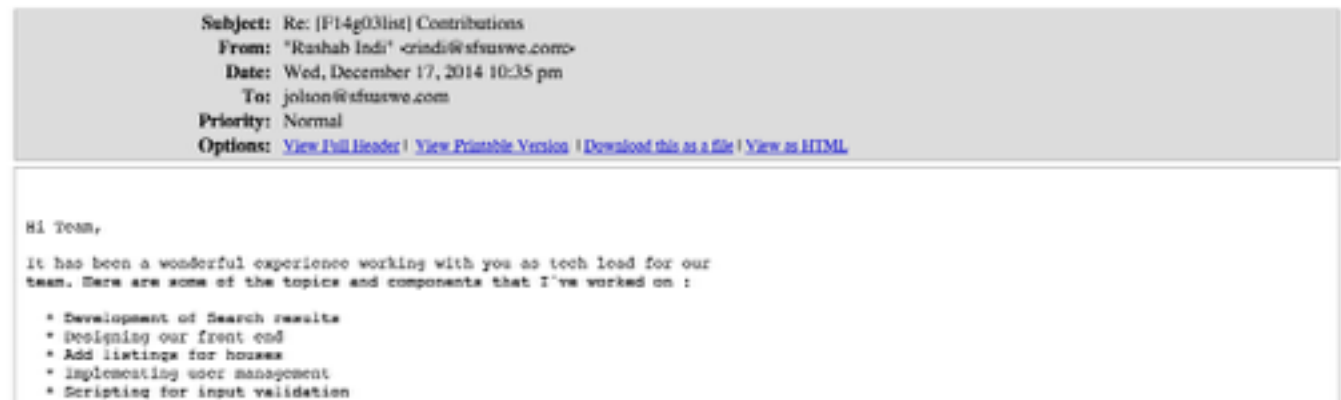 Subject: Re: [F14g03list] Contributions
From: "Rushab Indi" <rindi@sfsuswe.com>
Date: Wed, December 17, 2014 10:35 pm
To: jolson@sfsuswe.com
Priority: Normal
Options: View Full Header | View Printable Version | Download this as a file | View as HTML
Hi Team,
It has been a wonderful experience working with you as tech lead for our
team. Here are some of the topics and components that I've worked on :
* Development of Search results
* Designing our front end
* Add listings for houses
* Implementing user management
* Scripting for input validation